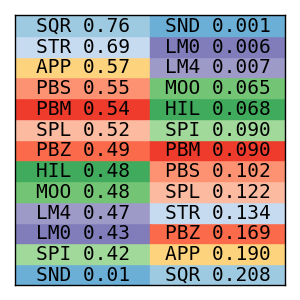 SQR 0.76 SND 0.001
STR 0.69 LM0 0.006
APP 0.57 LM4 0.007
PBS 0.55 MOO 0.065
PBM 0.54 HIL 0.068
SPL 0.52 SPI 0.090
PBZ 0.49 PBM 0.090
HIL 0.48 PBS 0.102
MOO 0.48 SPL 0.122
LM4 0.47 STR 0.134
LM0 0.43 PBZ 0.169
SPI 0.42 APP 0.190
SND 0.01 SQR 0.208